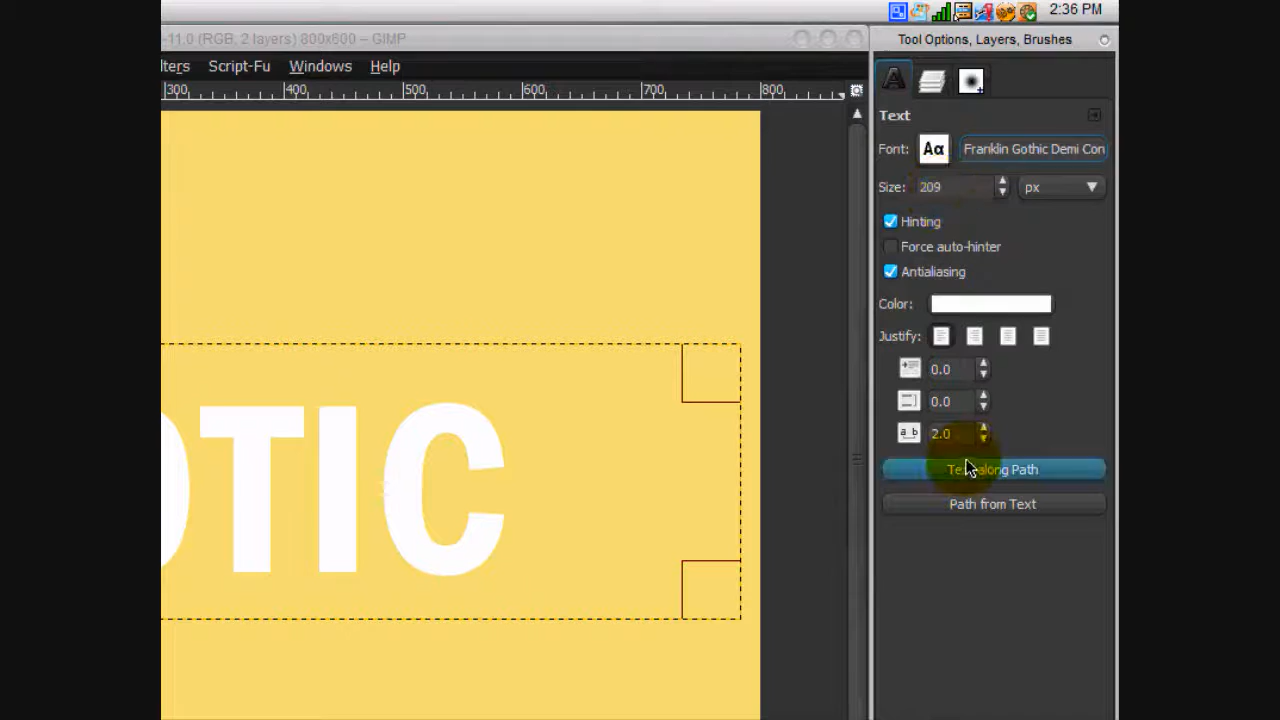 2:36 PM
-11.0 (RGB, 2 layers) 800x600 – GIMP
Tool Options, Layers, Brushes
lters Script-Fu Windows Help
300 400 500 600 700 800
Text
Font: Aα Franklin Gothic Demi Con
Size: 209 px
Hinting
Force auto-hinter
Antialiasing
Color:
Justify:
0.0
0.0
a b 2.0
OTIC
Text along Path
Path from Text